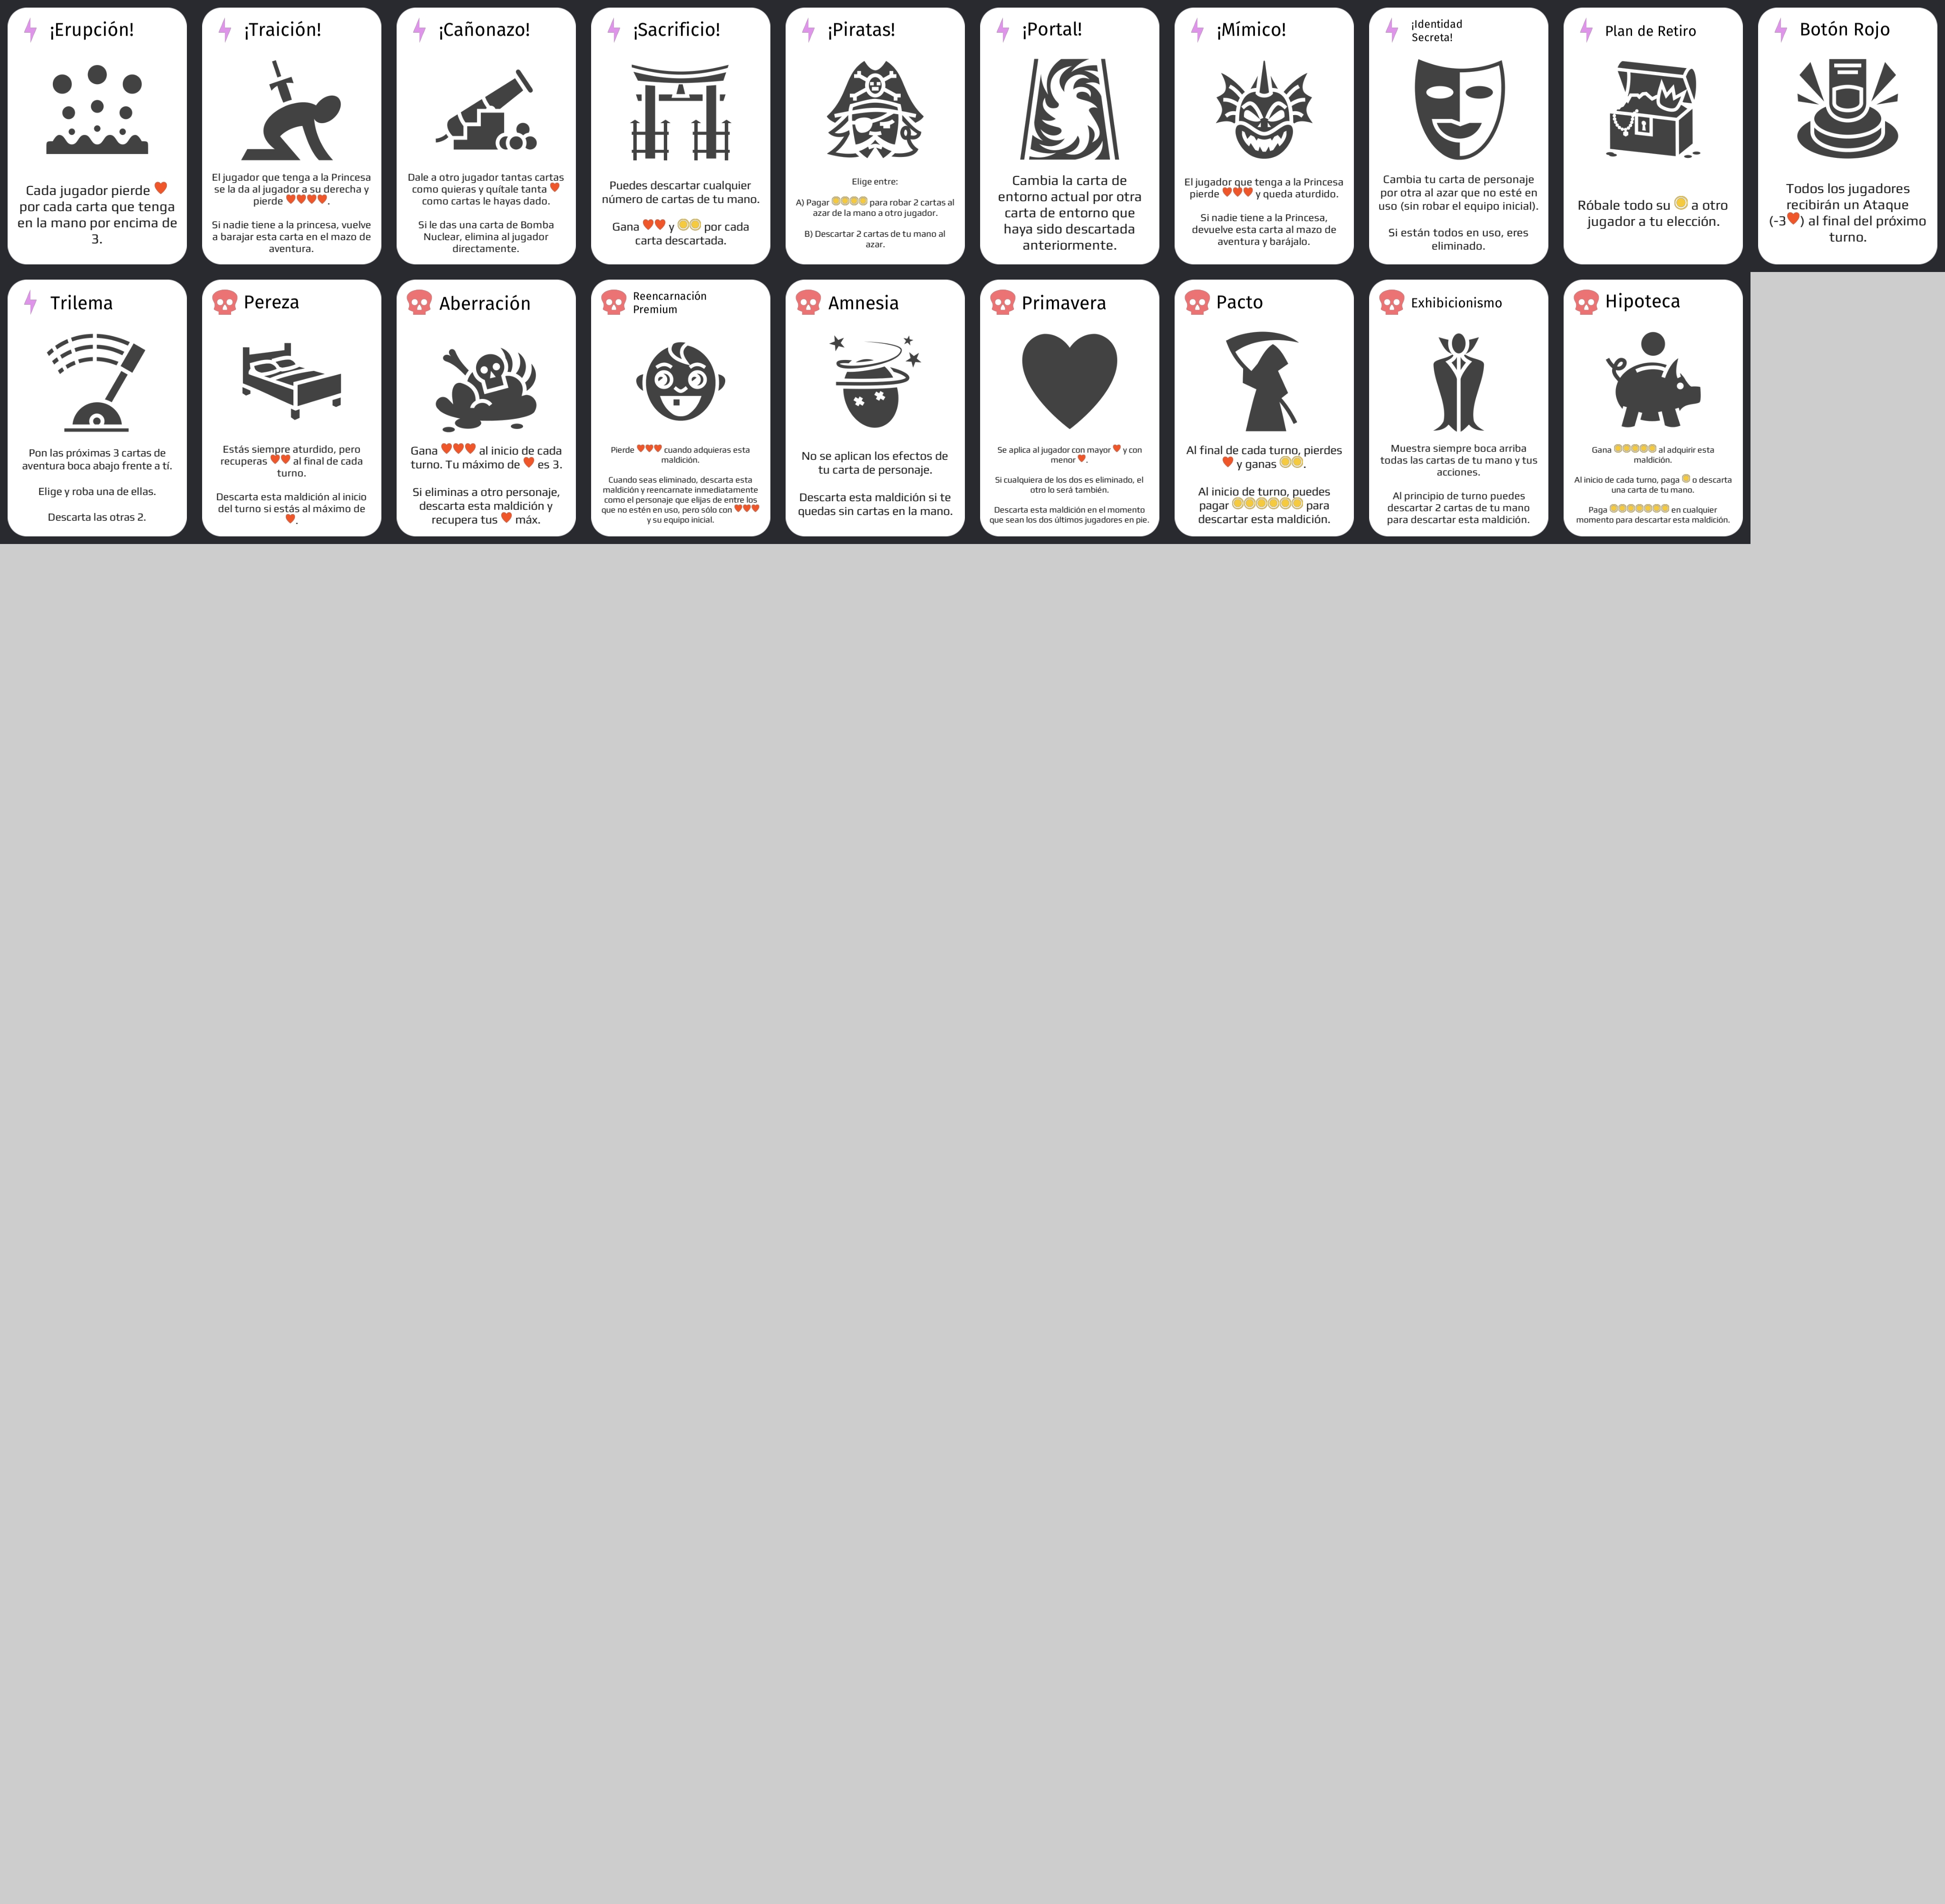 ¡Erupción!
Cada jugador pierde
por cada carta que tenga
en la mano por encima de
3.
¡Traición!
El jugador que tenga a la Princesa
se la da al jugador a su derecha y
pierde .
Si nadie tiene a la princesa, vuelve
a barajar esta carta en el mazo de
aventura.
¡Cañonazo!
Dale a otro jugador tantas cartas
como quieras y quítale tanta
como cartas le hayas dado.
Si le das una carta de Bomba
Nuclear, elimina al jugador
directamente.
¡Sacrificio!
Puedes descartar cualquier
número de cartas de tu mano.
Gana y por cada
carta descartada.
¡Piratas!
Elige entre:
A) Pagar para robar 2 cartas al
azar de la mano a otro jugador.
B) Descartar 2 cartas de tu mano al
azar.
¡Portal!
Cambia la carta de
entorno actual por otra
carta de entorno que
haya sido descartada
anteriormente.
¡Mímico!
El jugador que tenga a la Princesa
pierde y queda aturdido.
Si nadie tiene a la Princesa,
devuelve esta carta al mazo de
aventura y barájalo.
¡Identidad
Secreta!
Cambia tu carta de personaje
por otra al azar que no esté en
uso (sin robar el equipo inicial).
Si están todos en uso, eres
eliminado.
Plan de Retiro
Róbale todo su a otro
jugador a tu elección.
Botón Rojo
Todos los jugadores
recibirán un Ataque
(-3) al final del próximo
turno.
Trilema
Pon las próximas 3 cartas de
aventura boca abajo frente a tí.
Elige y roba una de ellas.
Descarta las otras 2.
Pereza
Estás siempre aturdido, pero
recuperas al final de cada
turno.
Descarta esta maldición al inicio
del turno si estás al máximo de
.
Aberración
Gana al inicio de cada
turno. Tu máximo de es 3.
Si eliminas a otro personaje,
descarta esta maldición y
recupera tus máx.
Reencarnación
Premium
Pierde cuando adquieras esta
maldición.
Cuando seas eliminado, descarta esta
maldición y reencarnate inmediatamente
como el personaje que elijas de entre los
que no estén en uso, pero sólo con
y su equipo inicial.
Amnesia
No se aplican los efectos de
tu carta de personaje.
Descarta esta maldición si te
quedas sin cartas en la mano.
Primavera
Se aplica al jugador con mayor y con
menor .
Si cualquiera de los dos es eliminado, el
otro lo será también.
Descarta esta maldición en el momento
que sean los dos últimos jugadores en pie.
Pacto
Al final de cada turno, pierdes
y ganas .
Al inicio de turno, puedes
pagar para
descartar esta maldición.
Exhibicionismo
Muestra siempre boca arriba
todas las cartas de tu mano y tus
acciones.
Al principio de turno puedes
descartar 2 cartas de tu mano
para descartar esta maldición.
Hipoteca
Gana al adquirir esta
maldición.
Al inicio de cada turno, paga o descarta
una carta de tu mano.
Paga en cualquier
momento para descartar esta maldición.